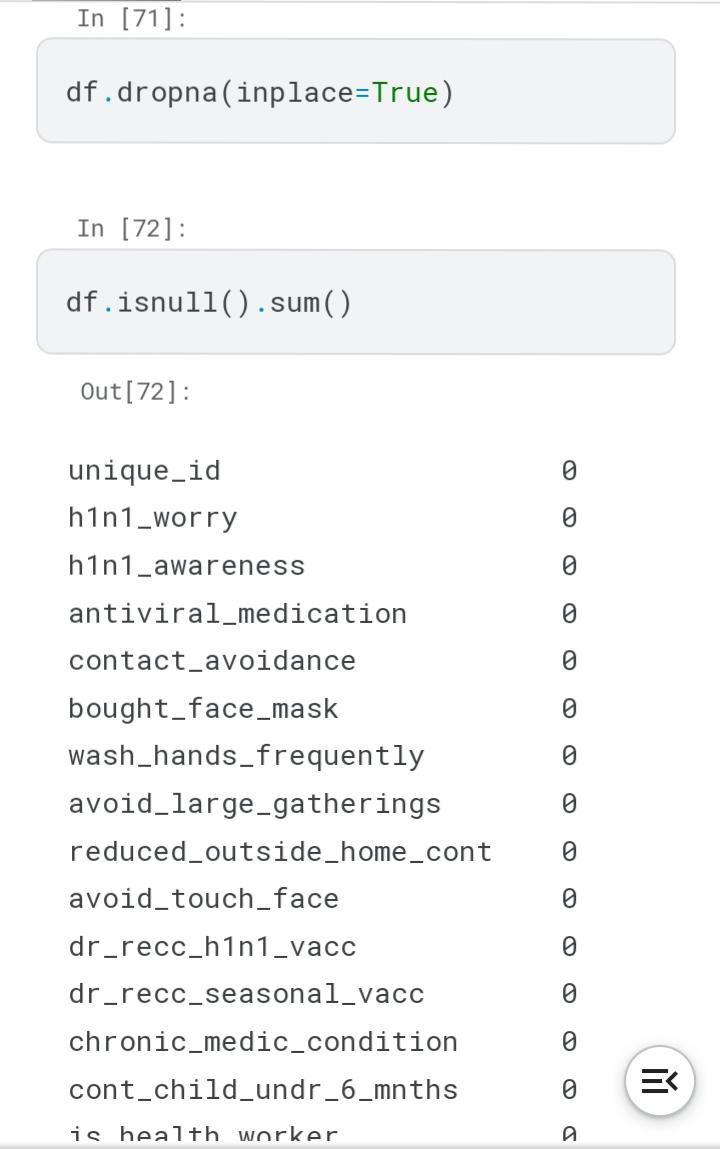 In [71]:
df.dropna(inplace=True)
In [72]:
df.isnull().sum()
Out[72]:
unique_id 0
h1n1_worry 0
h1n1_awareness 0
antiviral_medication 0
contact_avoidance 0
bought_face_mask 0
wash_hands_frequently 0
avoid_large_gatherings 0
reduced_outside_home_cont 0
avoid_touch_face 0
dr_recc_h1n1_vacc 0
dr_recc_seasonal_vacc 0
chronic_medic_condition 0
cont_child_undr_6_mnths 0
is_health_worker 0